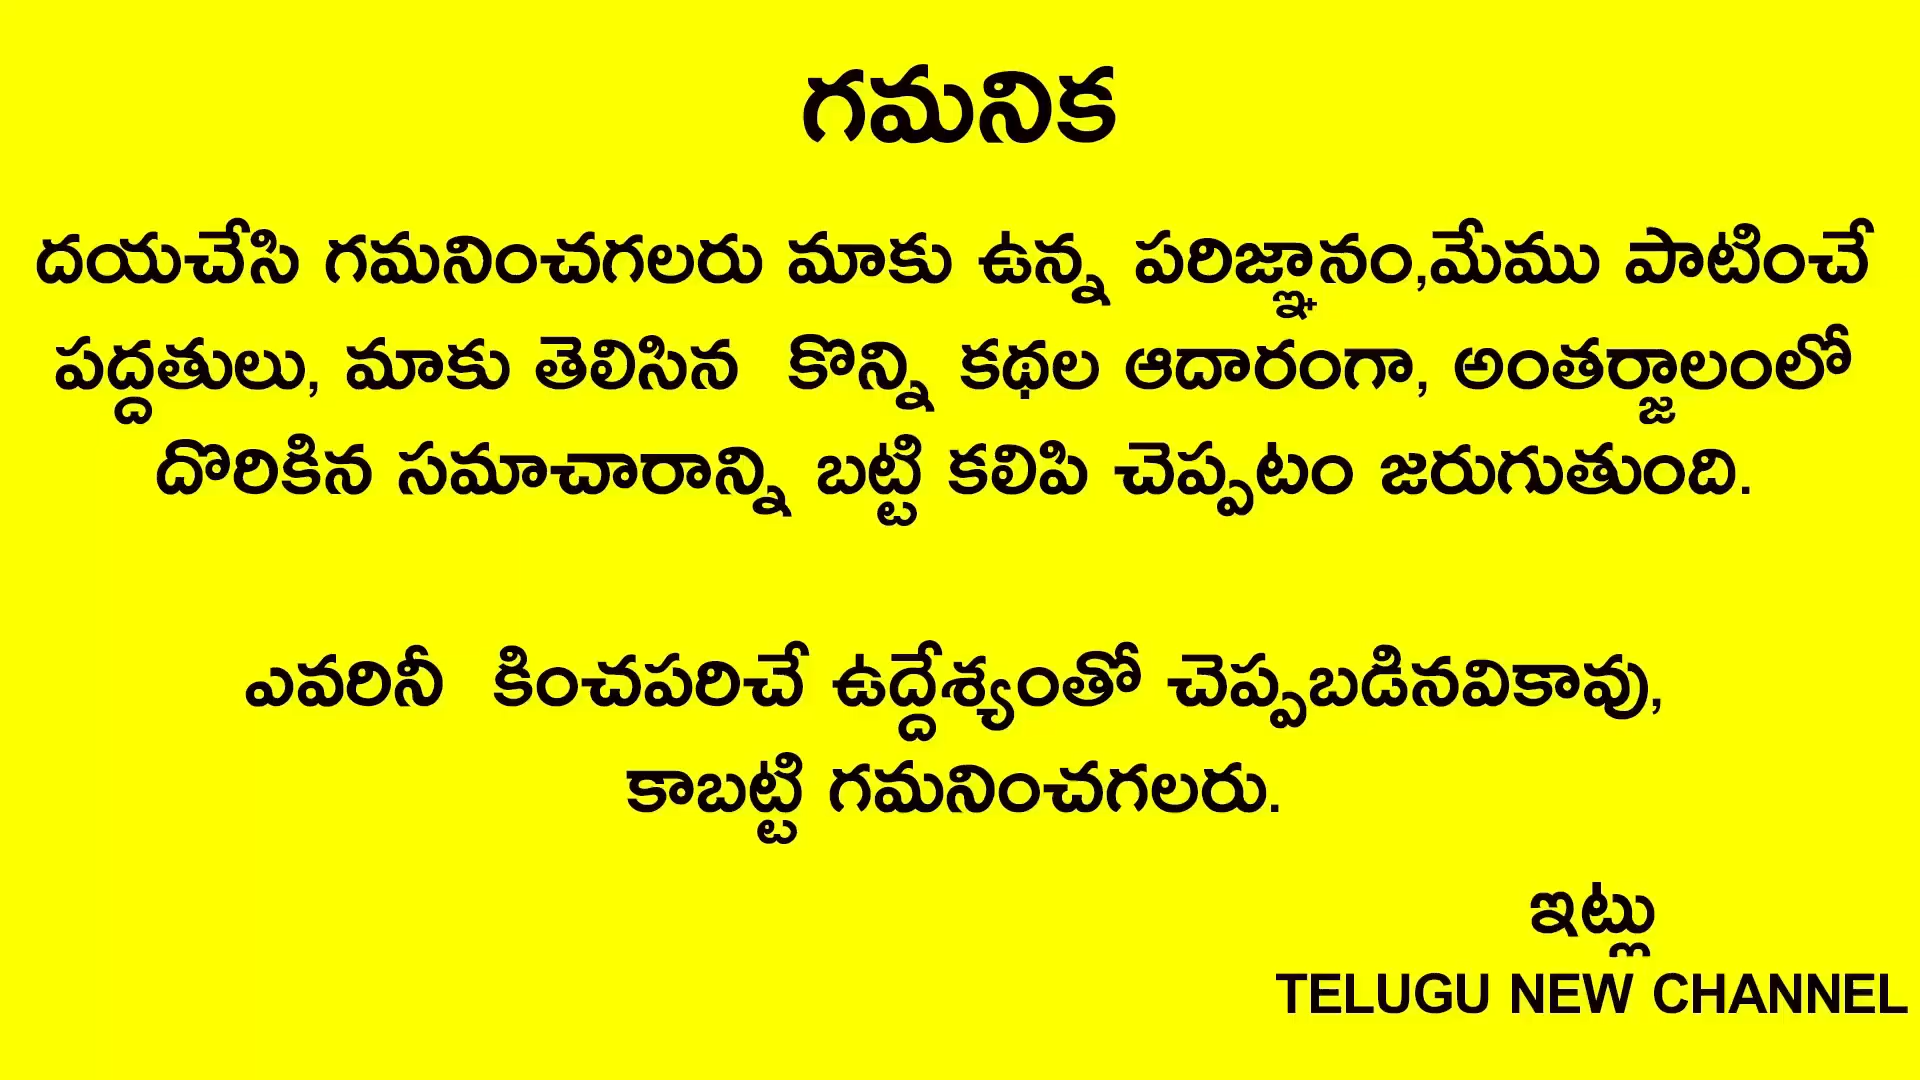 గమనిక
దయచేసి గమనించగలరు మాకు ఉన్న పరిజ్ఞానం,మేము పాటించే
పద్దతులు, మాకు తెలిసిన కొన్ని కథల ఆదారంగా, అంతర్జాలంలో
దొరికిన సమాచారాన్ని బట్టి కలిపి చెప్పటం జరుగుతుంది.
ఎవరినీ కించపరిచే ఉద్దేశ్యంతో చెప్పబడినవికావు,
కాబట్టి గమనించగలరు.
ఇట్లు
TELUGU NEW CHANNEL